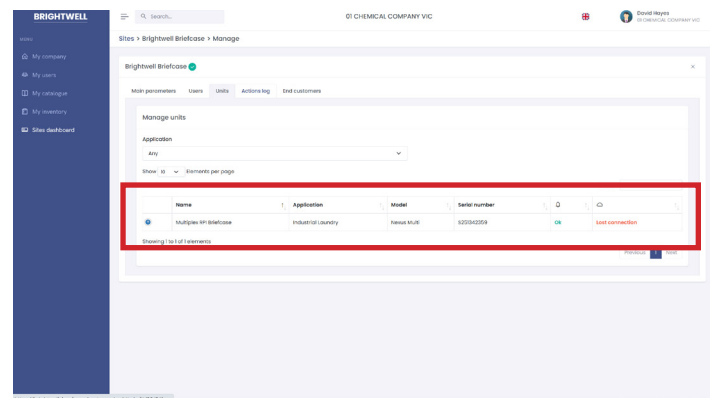 BRIGHTWELL
Search...
01 CHEMICAL COMPANY VIC
David Hayes
01 CHEMICAL COMPANY VIC
MENU
My company
My users
My catalogue
My inventory
Sites dashboard
Sites > Brightwell Briefcase > Manage
Brightwell Briefcase
×
Main parameters Users Units Actions log End customers
Manage units
Application
Any
Show 10 Elements per page
Name Application Model Serial number
Multiplex RPI Briefcase Industrial Laundry Nexus Multi S251342359 Ok Lost connection
Showing 1 to 1 of 1 elements
Previous 1 Next